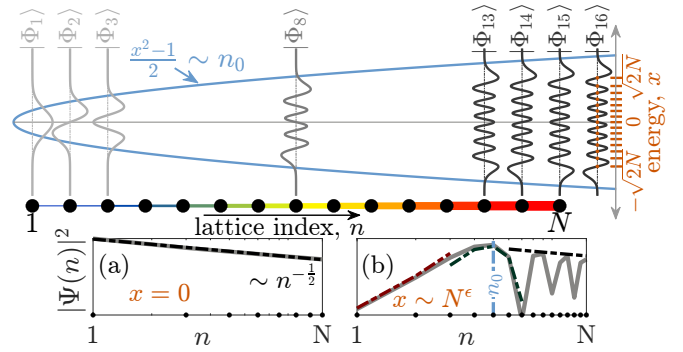 |Φ₁⟩ |Φ₂⟩ |Φ₃⟩ |Φ₈⟩ |Φ₁₃⟩ |Φ₁₄⟩ |Φ₁₅⟩ |Φ₁₆⟩
(x²−1)/2 ∼ n₀
−√2N 0 √2N
energy, x
1 N
lattice index, n
|Ψ(n)|²
(a)
x = 0
∼ n^{−1/2}
1 n N
(b)
x ∼ N^ϵ
n₀
1 n N